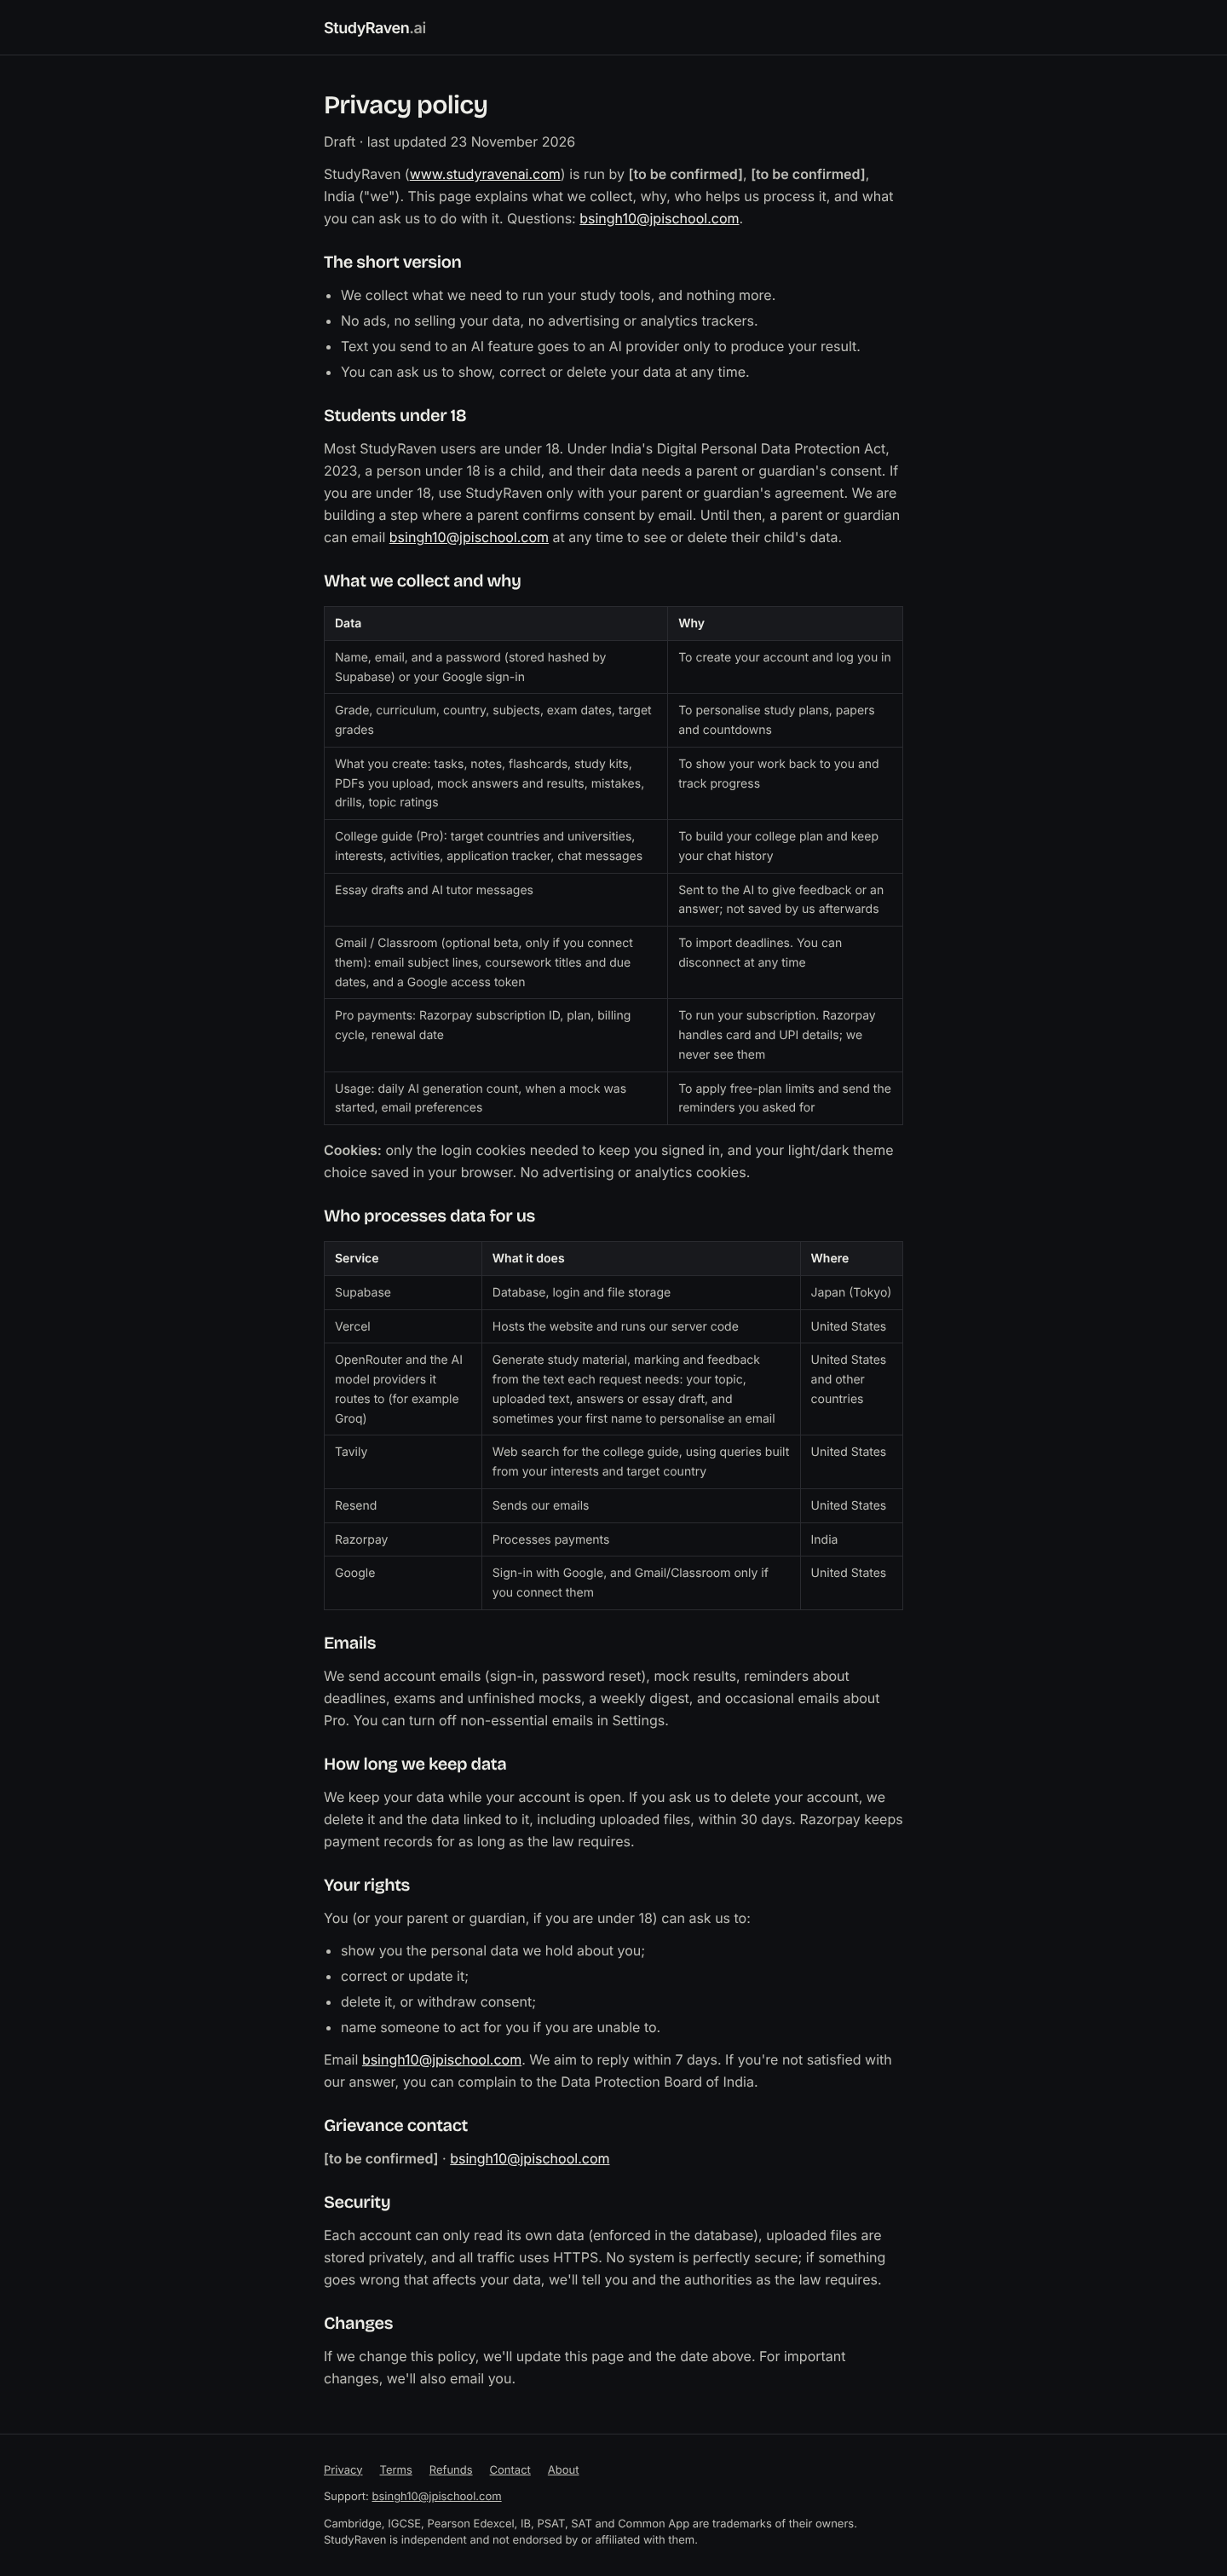 StudyRaven.ai
Privacy policy
Draft · last updated 23 November 2026
StudyRaven (www.studyravenai.com) is run by [to be confirmed], [to be confirmed],
India ("we"). This page explains what we collect, why, who helps us process it, and what
you can ask us to do with it. Questions: bsingh10@jpischool.com.
The short version
• We collect what we need to run your study tools, and nothing more.
• No ads, no selling your data, no advertising or analytics trackers.
• Text you send to an AI feature goes to an AI provider only to produce your result.
• You can ask us to show, correct or delete your data at any time.
Students under 18
Most StudyRaven users are under 18. Under India's Digital Personal Data Protection Act,
2023, a person under 18 is a child, and their data needs a parent or guardian's consent. If
you are under 18, use StudyRaven only with your parent or guardian's agreement. We are
building a step where a parent confirms consent by email. Until then, a parent or guardian
can email bsingh10@jpischool.com at any time to see or delete their child's data.
What we collect and why
Data
Why
Name, email, and a password (stored hashed by
Supabase) or your Google sign-in
To create your account and log you in
Grade, curriculum, country, subjects, exam dates, target
grades
To personalise study plans, papers
and countdowns
What you create: tasks, notes, flashcards, study kits,
PDFs you upload, mock answers and results, mistakes,
drills, topic ratings
To show your work back to you and
track progress
College guide (Pro): target countries and universities,
interests, activities, application tracker, chat messages
To build your college plan and keep
your chat history
Essay drafts and AI tutor messages
Sent to the AI to give feedback or an
answer; not saved by us afterwards
Gmail / Classroom (optional beta, only if you connect
them): email subject lines, coursework titles and due
dates, and a Google access token
To import deadlines. You can
disconnect at any time
Pro payments: Razorpay subscription ID, plan, billing
cycle, renewal date
To run your subscription. Razorpay
handles card and UPI details; we
never see them
Usage: daily AI generation count, when a mock was
started, email preferences
To apply free-plan limits and send the
reminders you asked for
Cookies: only the login cookies needed to keep you signed in, and your light/dark theme
choice saved in your browser. No advertising or analytics cookies.
Who processes data for us
Service
What it does
Where
Supabase
Database, login and file storage
Japan (Tokyo)
Vercel
Hosts the website and runs our server code
United States
OpenRouter and the AI
model providers it
routes to (for example
Groq)
Generate study material, marking and feedback
from the text each request needs: your topic,
uploaded text, answers or essay draft, and
sometimes your first name to personalise an email
United States
and other
countries
Tavily
Web search for the college guide, using queries built
from your interests and target country
United States
Resend
Sends our emails
United States
Razorpay
Processes payments
India
Google
Sign-in with Google, and Gmail/Classroom only if
you connect them
United States
Emails
We send account emails (sign-in, password reset), mock results, reminders about
deadlines, exams and unfinished mocks, a weekly digest, and occasional emails about
Pro. You can turn off non-essential emails in Settings.
How long we keep data
We keep your data while your account is open. If you ask us to delete your account, we
delete it and the data linked to it, including uploaded files, within 30 days. Razorpay keeps
payment records for as long as the law requires.
Your rights
You (or your parent or guardian, if you are under 18) can ask us to:
• show you the personal data we hold about you;
• correct or update it;
• delete it, or withdraw consent;
• name someone to act for you if you are unable to.
Email bsingh10@jpischool.com. We aim to reply within 7 days. If you're not satisfied with
our answer, you can complain to the Data Protection Board of India.
Grievance contact
[to be confirmed] · bsingh10@jpischool.com
Security
Each account can only read its own data (enforced in the database), uploaded files are
stored privately, and all traffic uses HTTPS. No system is perfectly secure; if something
goes wrong that affects your data, we'll tell you and the authorities as the law requires.
Changes
If we change this policy, we'll update this page and the date above. For important
changes, we'll also email you.
Privacy Terms Refunds Contact About
Support: bsingh10@jpischool.com
Cambridge, IGCSE, Pearson Edexcel, IB, PSAT, SAT and Common App are trademarks of their owners.
StudyRaven is independent and not endorsed by or affiliated with them.